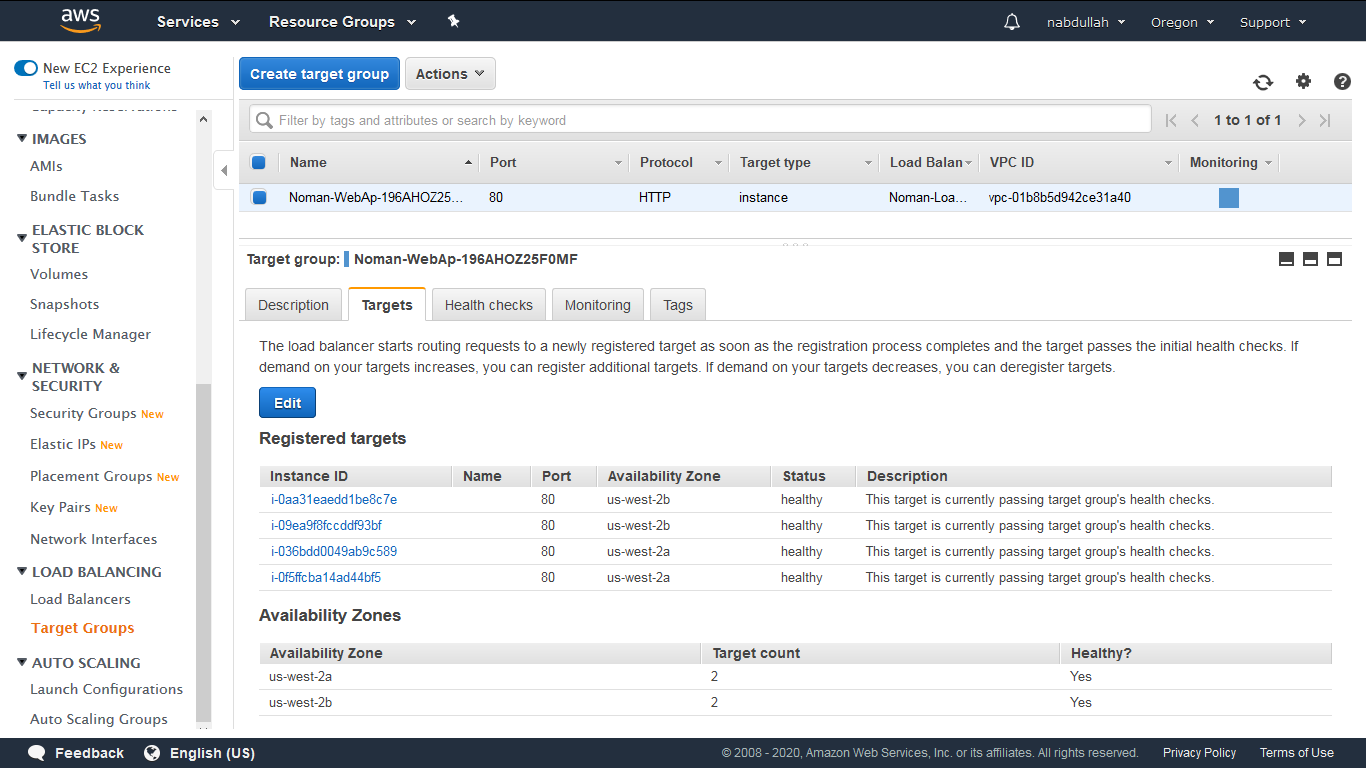 aws Services Resource Groups nabdullah Oregon Support
New EC2 Experience
Tell us what you think
Capacity Reservations
IMAGES
AMIs
Bundle Tasks
ELASTIC BLOCK
STORE
Volumes
Snapshots
Lifecycle Manager
NETWORK &
SECURITY
Security Groups New
Elastic IPs New
Placement Groups New
Key Pairs New
Network Interfaces
LOAD BALANCING
Load Balancers
Target Groups
AUTO SCALING
Launch Configurations
Auto Scaling Groups
Create target group Actions
Filter by tags and attributes or search by keyword 1 to 1 of 1
Name Port Protocol Target type Load Balan VPC ID Monitoring
Noman-WebAp-196AHOZ25... 80 HTTP instance Noman-Loa... vpc-01b8b5d942ce31a40
Target group: Noman-WebAp-196AHOZ25F0MF
Description Targets Health checks Monitoring Tags
The load balancer starts routing requests to a newly registered target as soon as the registration process completes and the target passes the initial health checks. If
demand on your targets increases, you can register additional targets. If demand on your targets decreases, you can deregister targets.
Edit
Registered targets
Instance ID Name Port Availability Zone Status Description
i-0aa31eaedd1be8c7e 80 us-west-2b healthy This target is currently passing target group's health checks.
i-09ea9f8fccddf93bf 80 us-west-2b healthy This target is currently passing target group's health checks.
i-036bdd0049ab9c589 80 us-west-2a healthy This target is currently passing target group's health checks.
i-0f5ffcba14ad44bf5 80 us-west-2a healthy This target is currently passing target group's health checks.
Availability Zones
Availability Zone Target count Healthy?
us-west-2a 2 Yes
us-west-2b 2 Yes
Feedback English (US) © 2008 - 2020, Amazon Web Services, Inc. or its affiliates. All rights reserved. Privacy Policy Terms of Use